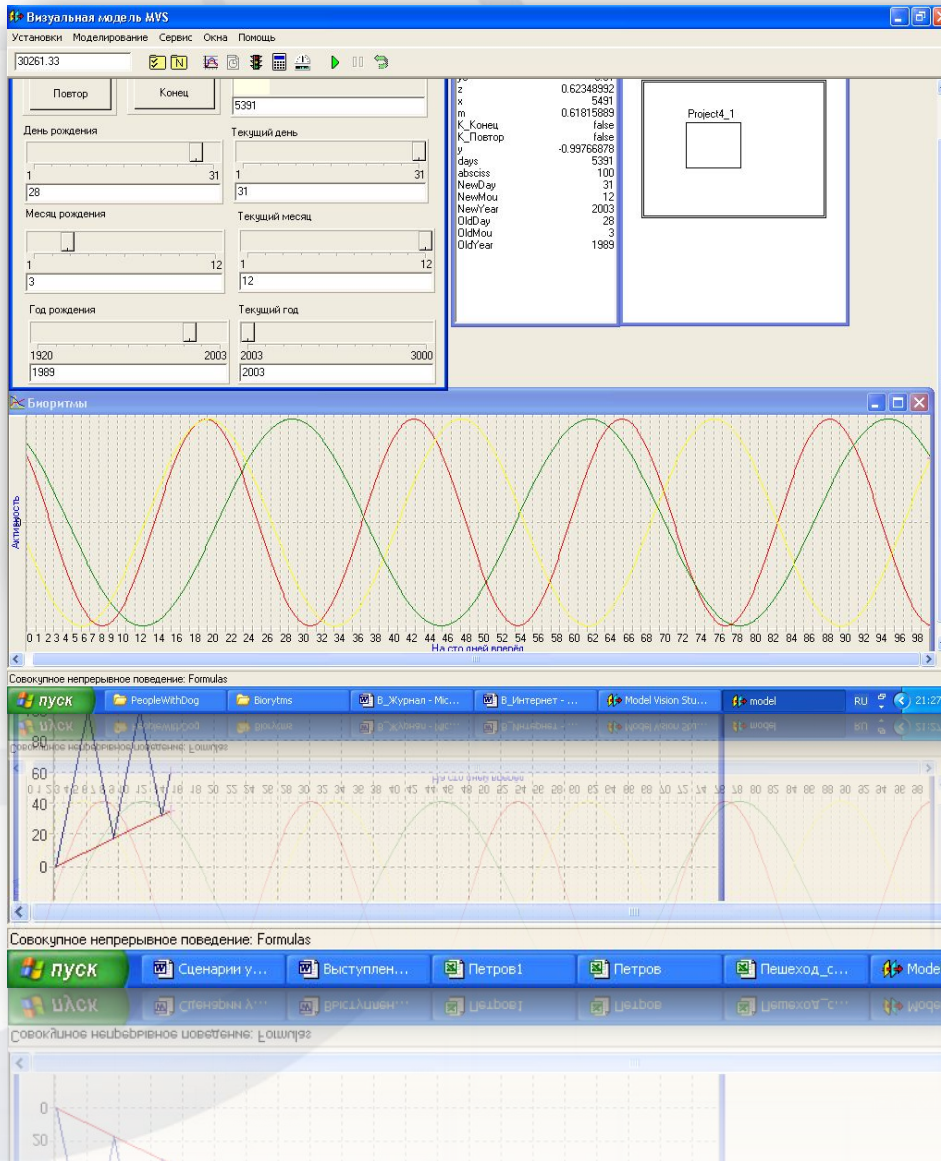 Визуальная модель MVS
Установки Моделирование Сервис Окна Помощь
30261.33
Повтор Конец
5391
День рождения
1 31
28
Текущий день
1 31
31
Месяц рождения
1 12
3
Текущий месяц
1 12
12
Год рождения
1920 2003
1989
Текущий год
2003 3000
2003
z 0.62348992
x 5491
m 0.61815889
К_Конец false
К_Повтор false
y -0.99766878
days 5391
absciss 100
NewDay 31
NewMou 12
NewYear 2003
OldDay 28
OldMou 3
OldYear 1989
Project4_1
Биоритмы
Активность
0
0 1 2 3 4 5 6 7 8 9 10 12 14 16 18 20 22 24 26 28 30 32 34 36 38 40 42 44 46 48 50 52 54 56 58 60 62 64 66 68 70 72 74 76 78 80 82 84 86 88 90 92 94 96 98
На сто дней вперёд
Совокупное непрерывное поведение: Formulas
пуск PeopleWithDog Biorytms В_Журнал - Mic... В_Интернет - ... Model Vision Stu... model RU 21:27
80
60
40
20
0
Совокупное непрерывное поведение: Formulas
пуск Сценарии у... Выступлен... Петров1 Петров Пешеход_с... Mode